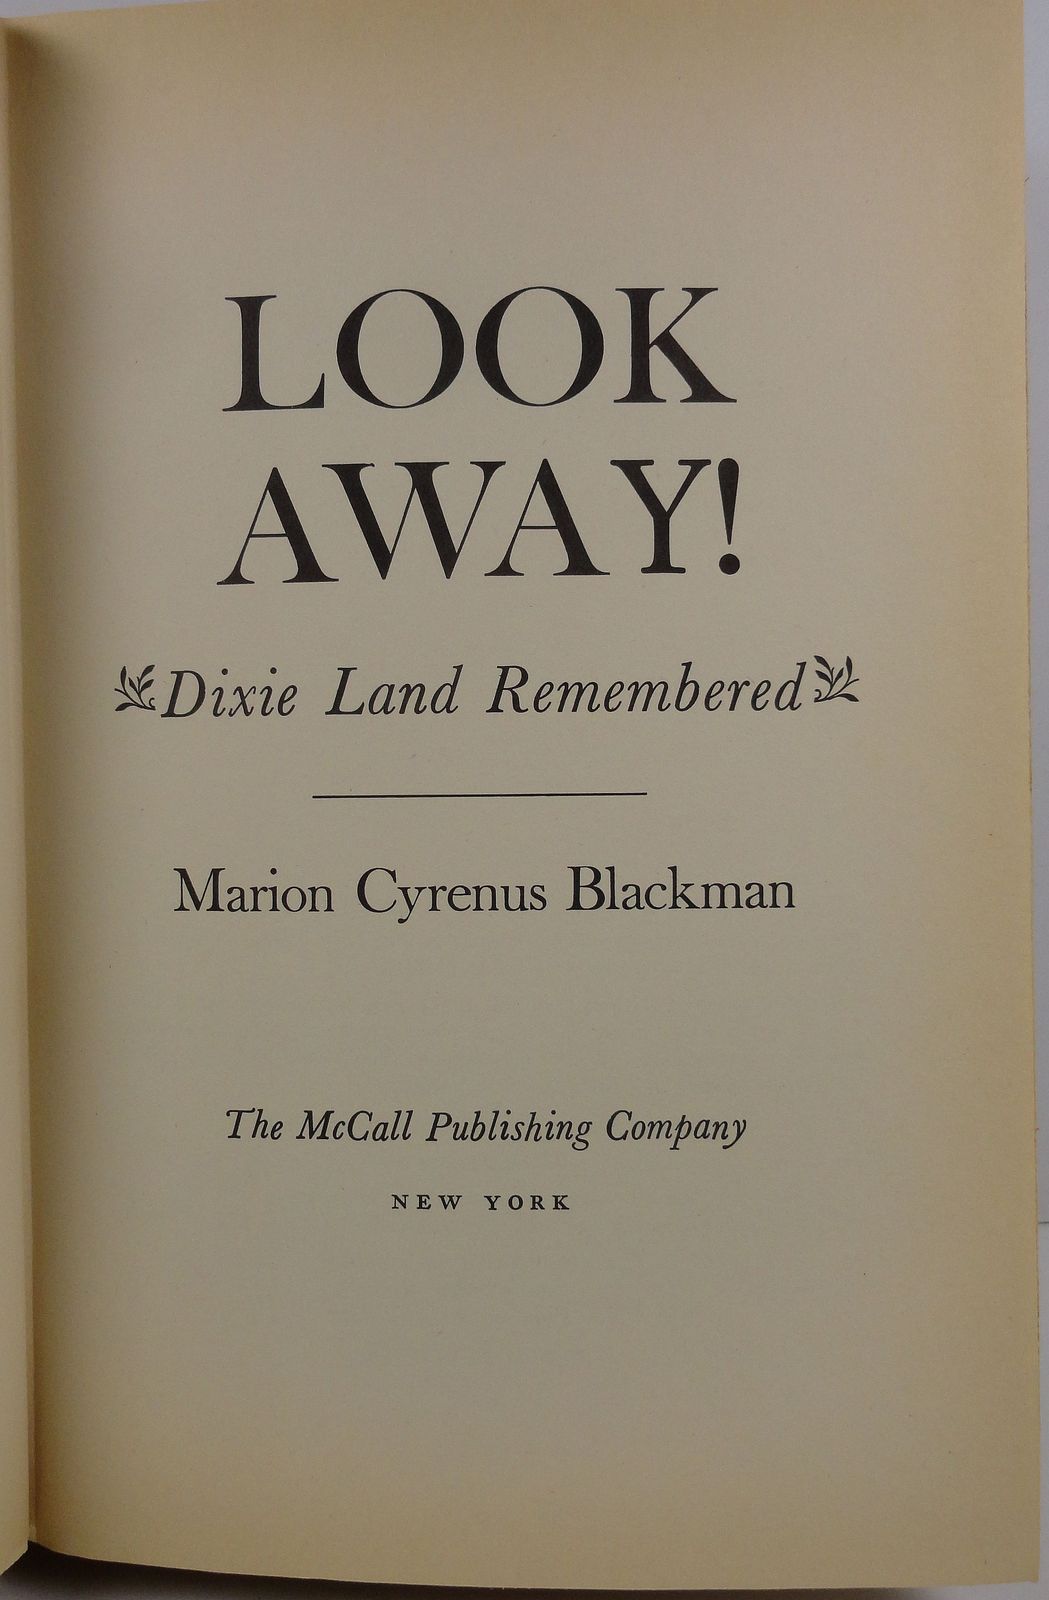 LOOK
AWAY!
Dixie Land Remembered
Marion Cyrenus Blackman
The McCall Publishing Company
NEW YORK